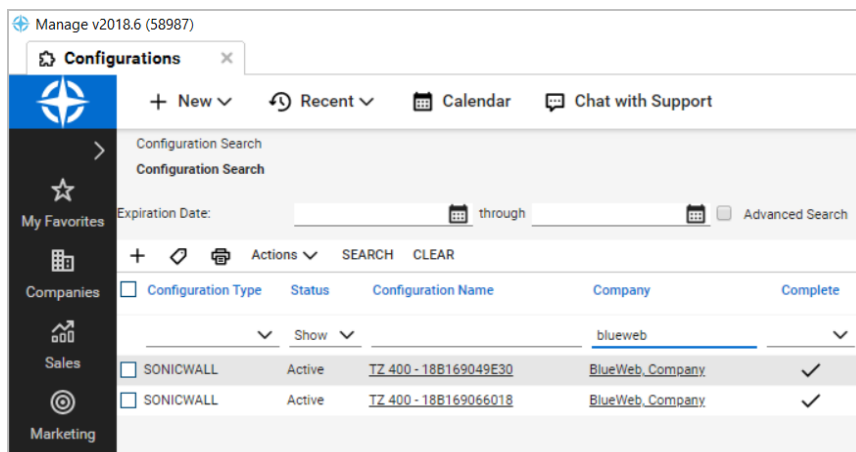 Manage v2018.6 (58987)
Configurations
New Recent Calendar Chat with Support
Configuration Search
Configuration Search
My Favorites
Expiration Date: through Advanced Search
Actions SEARCH CLEAR
Companies
Configuration Type Status Configuration Name Company Complete
Show blueweb
Sales
SONICWALL Active TZ 400 - 18B169049E30 BlueWeb, Company
SONICWALL Active TZ 400 - 18B169066018 BlueWeb, Company
Marketing